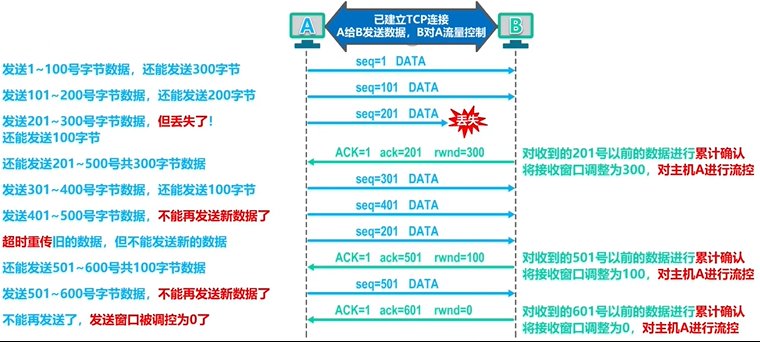 已建立TCP连接
A给B发送数据，B对A流量控制
A
B
发送1~100号字节数据，还能发送300字节
seq=1 DATA
发送101~200号字节数据，还能发送200字节
seq=101 DATA
发送201~300号字节数据，但丢失了！
还能发送100字节
seq=201 DATA
丢失
还能发送201~500号共300字节数据
ACK=1 ack=201 rwnd=300
对收到的201号以前的数据进行累计确认
将接收窗口调整为300，对主机A进行流控
发送301~400号字节数据，还能发送100字节
seq=301 DATA
发送401~500号字节数据，不能再发送新数据了
seq=401 DATA
超时重传旧的数据，但不能发送新的数据
seq=201 DATA
还能发送501~600号共100字节数据
ACK=1 ack=501 rwnd=100
对收到的501号以前的数据进行累计确认
将接收窗口调整为100，对主机A进行流控
发送501~600号字节数据，不能再发送新数据了
seq=501 DATA
不能再发送了，发送窗口被调控为0了
ACK=1 ack=601 rwnd=0
对收到的601号以前的数据进行累计确认
将接收窗口调整为0，对主机A进行流控